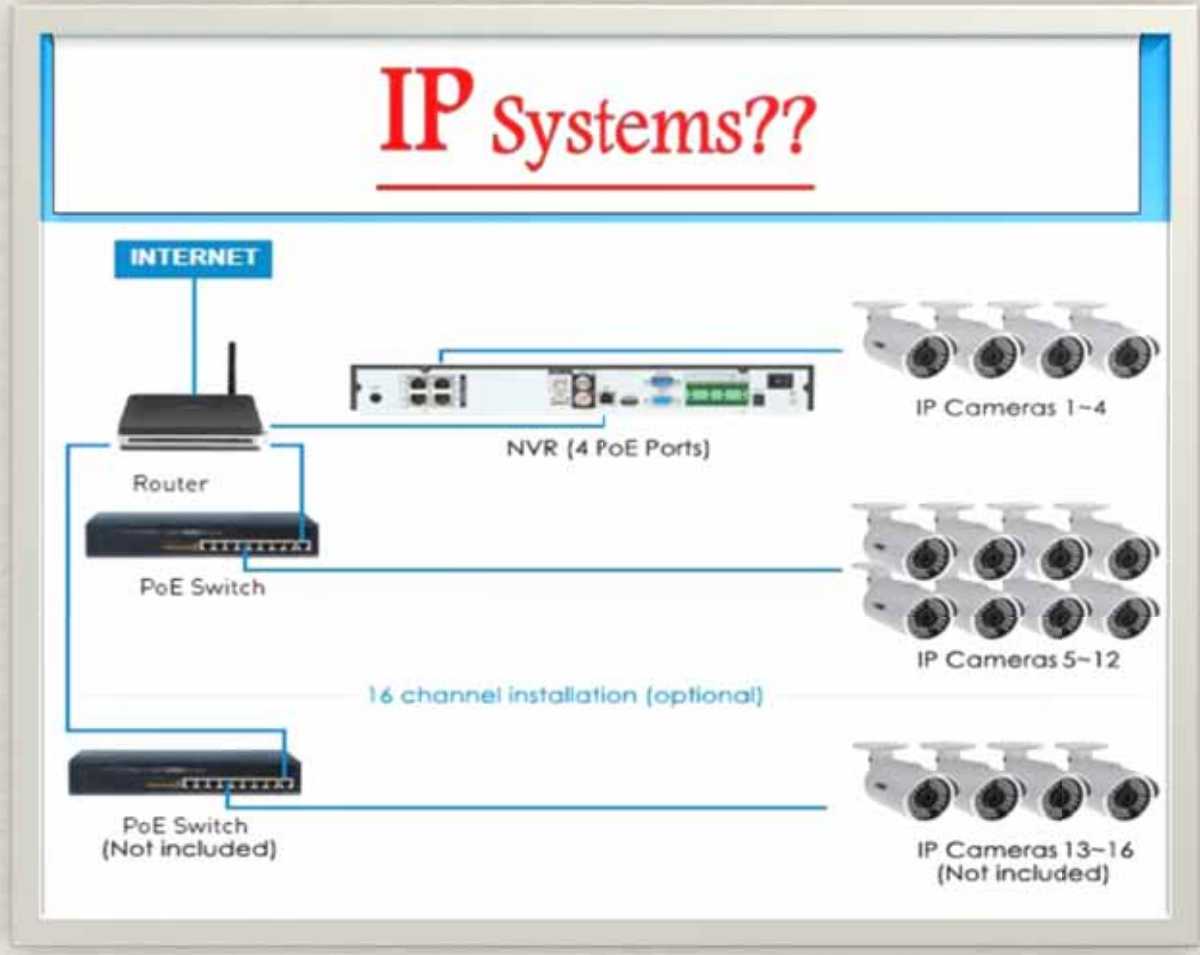 IP Systems??
INTERNET
IP Cameras 1~4
NVR (4 PoE Ports)
Router
PoE Switch
IP Cameras 5~12
16 channel installation (optional)
PoE Switch
(Not included)
IP Cameras 13~16
(Not included)